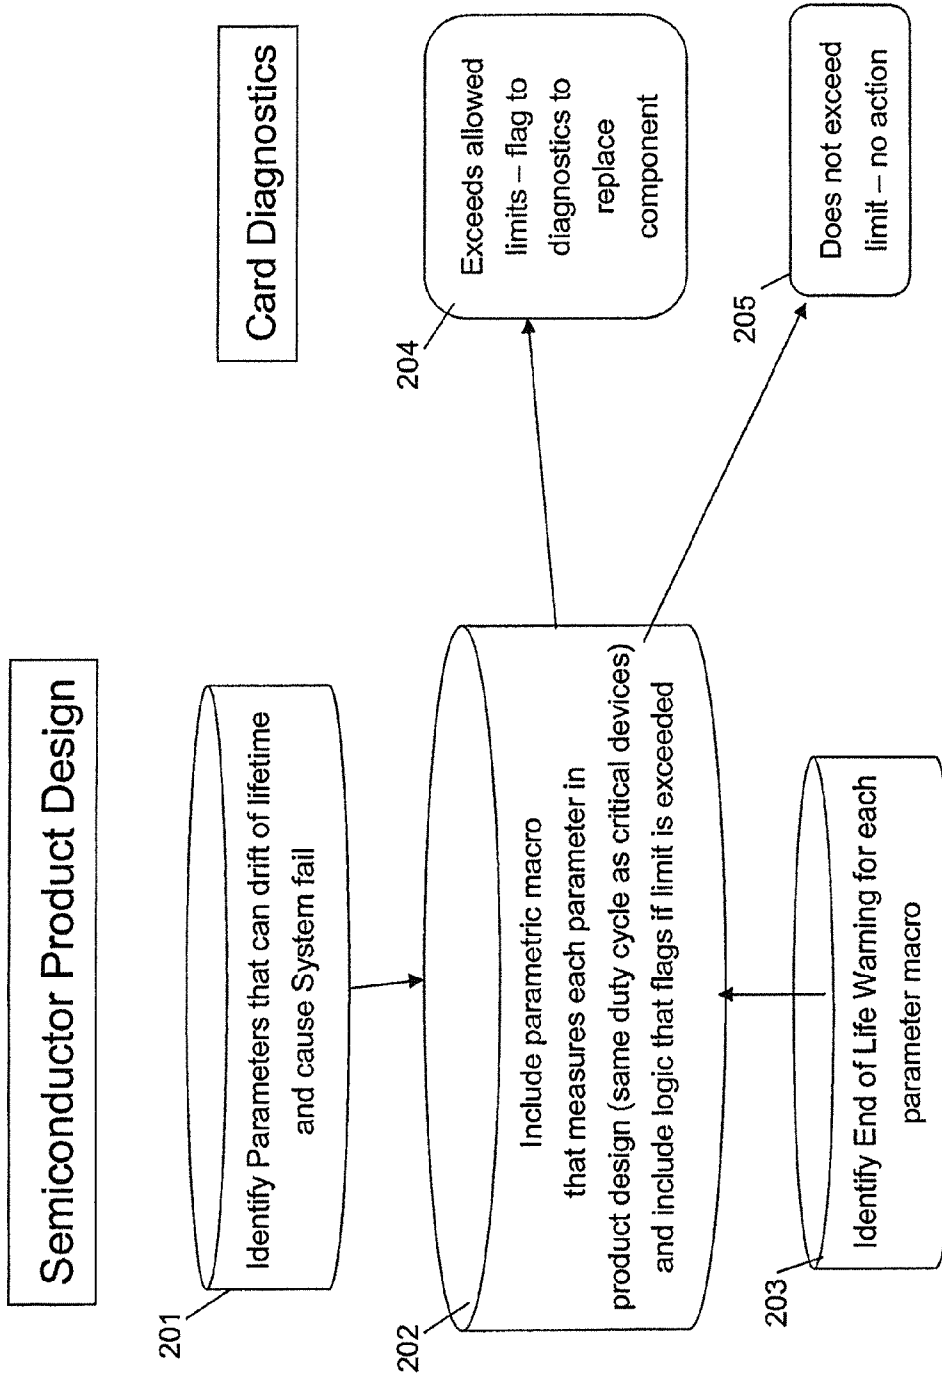 Semiconductor Product Design
Card Diagnostics
201
Identify Parameters that can drift of lifetime
and cause System fail
202
Include parametric macro
that measures each parameter in
product design (same duty cycle as critical devices)
and include logic that flags if limit is exceeded
203
Identify End of Life Warning for each
parameter macro
204
Exceeds allowed
limits – flag to
diagnostics to
replace
component
205
Does not exceed
limit – no action